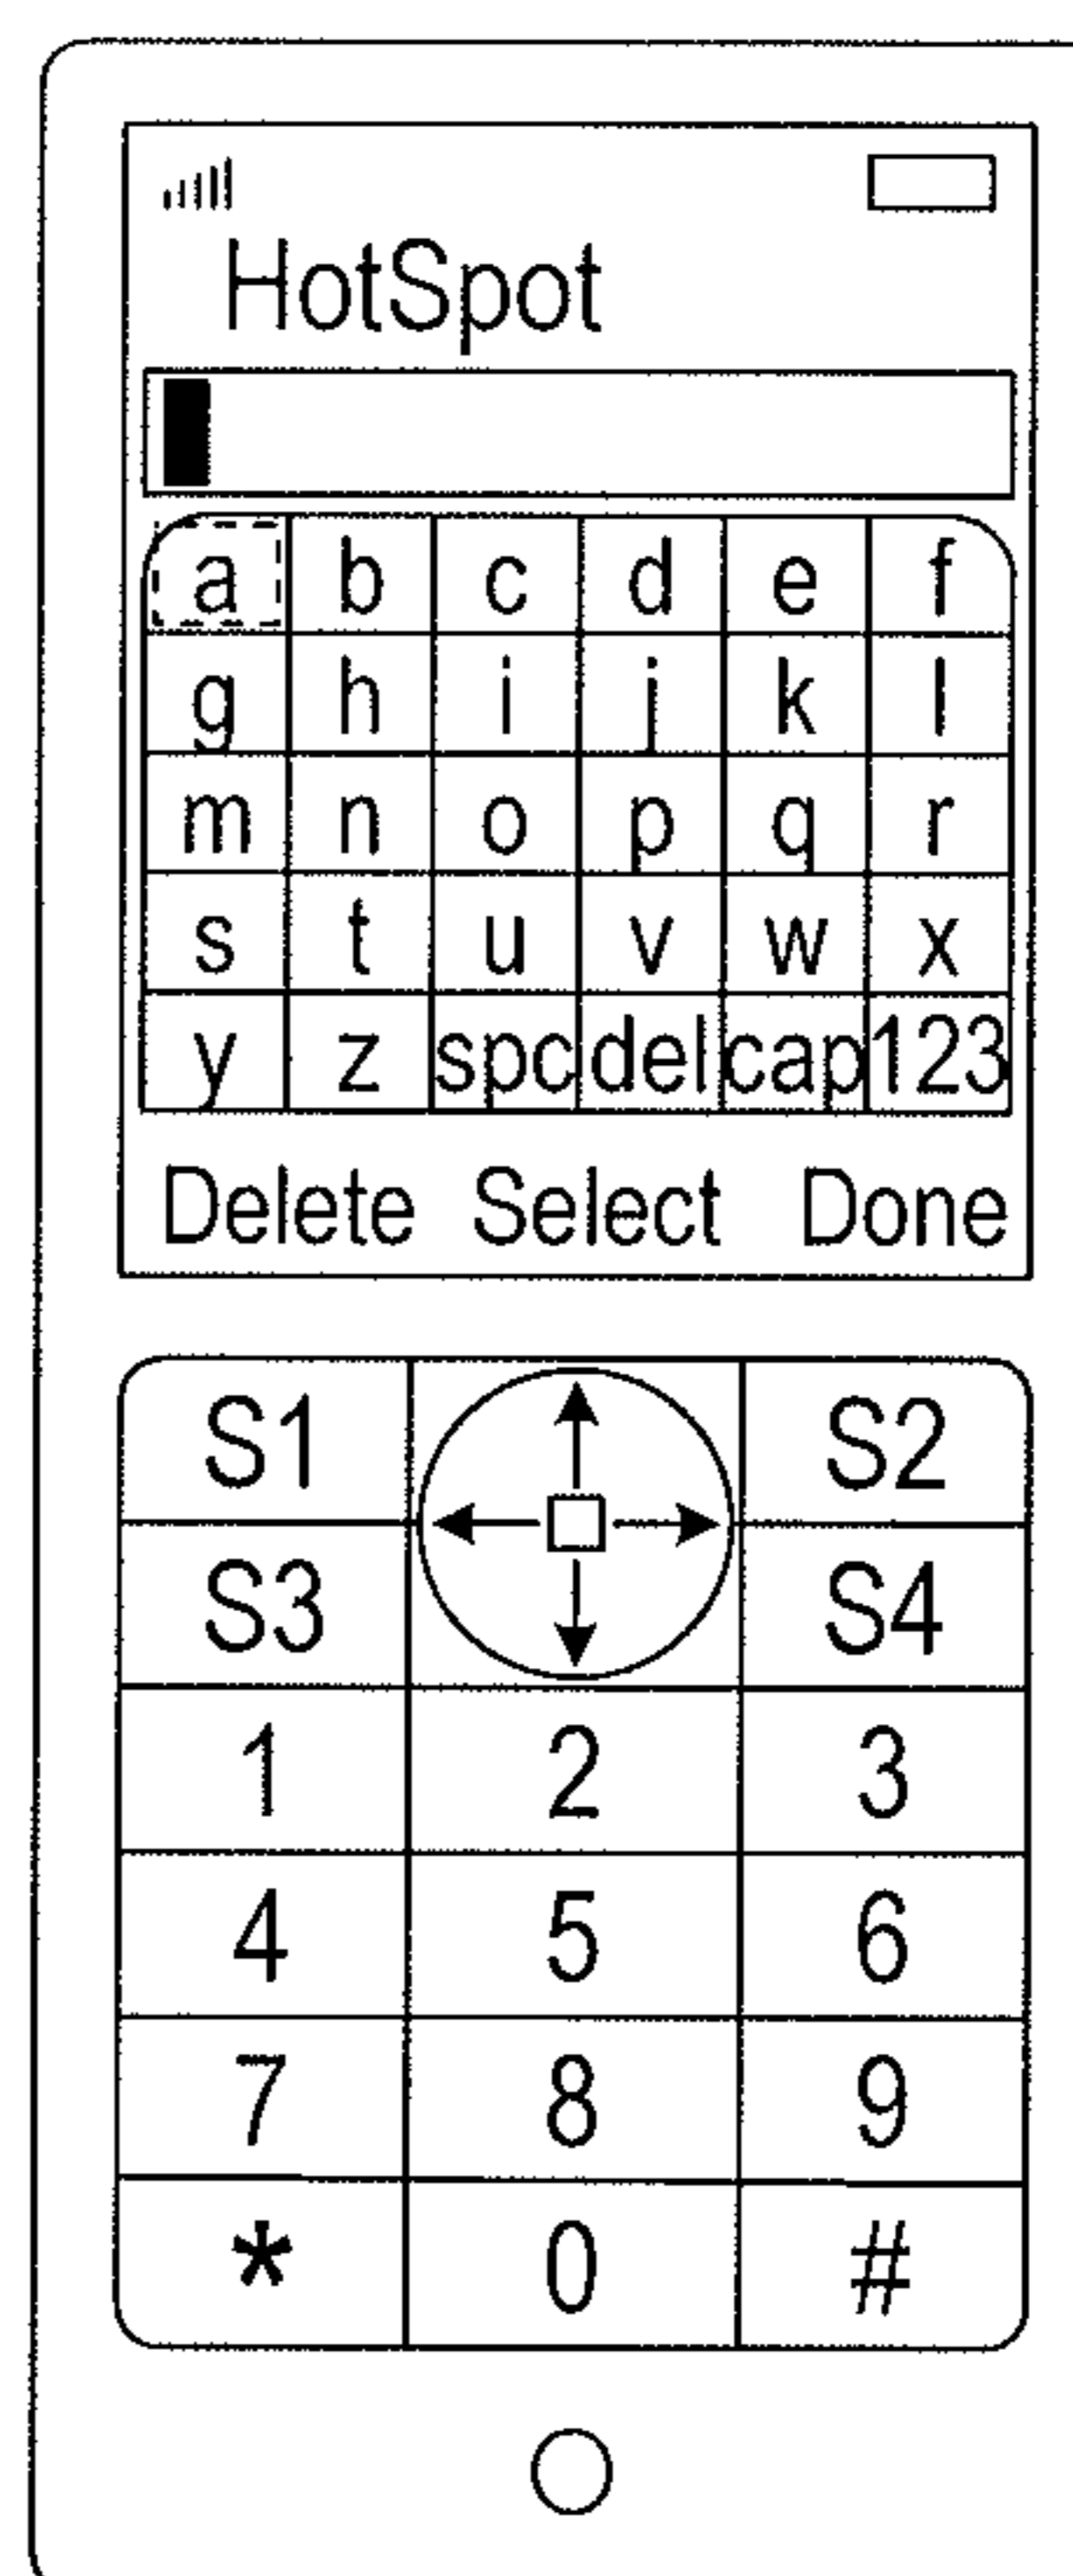 HotSpot
a b c d e f
g h i j k l
m n o p q r
s t u v w x
y z spc del cap 123
Delete Select Done
S1 S2
S3 S4
1 2 3
4 5 6
7 8 9
* 0 #